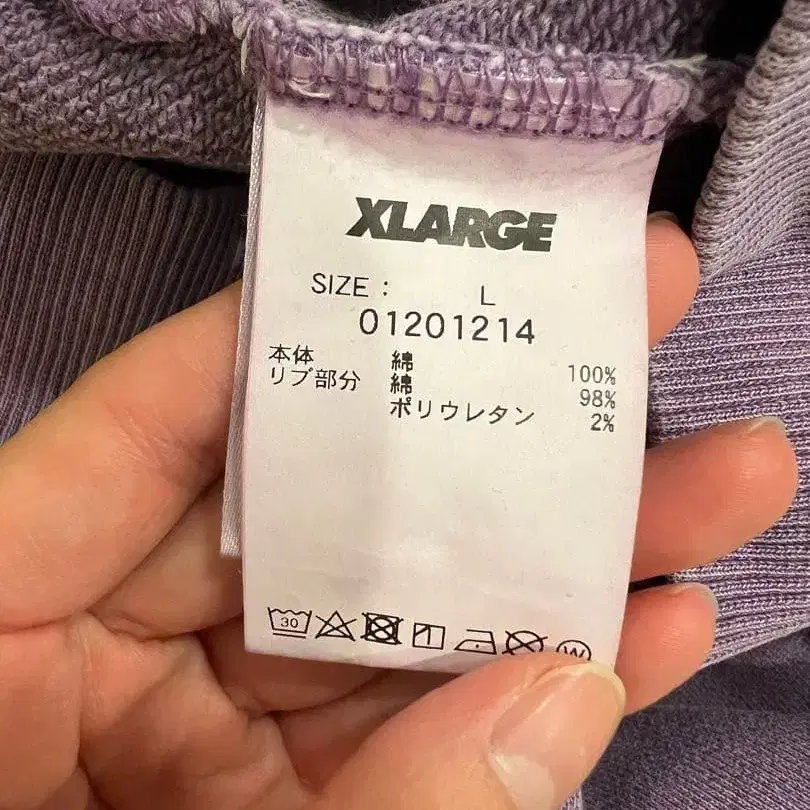 XLARGE
SIZE : L
01201214
本体 綿 100%
リブ部分 綿 98%
ポリウレタン 2%
30
W